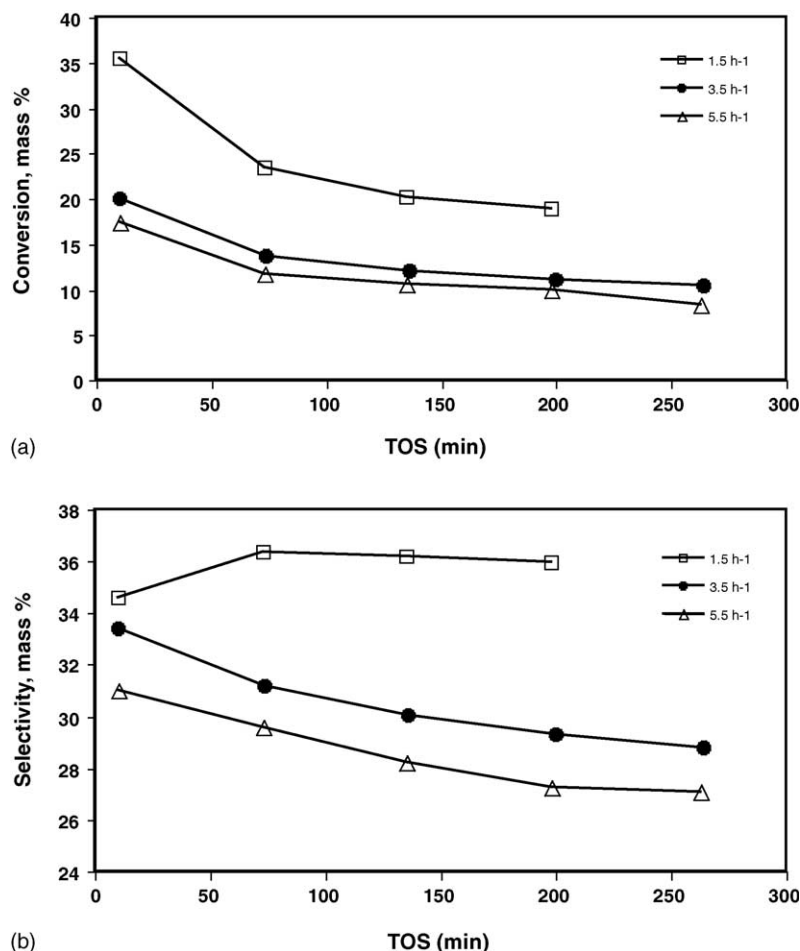 40
35
30
25
20
15
10
5
0
Conversion, mass %
1.5 h-1
3.5 h-1
5.5 h-1
0 50 100 150 200 250 300
TOS (min)
(a)
38
36
34
32
30
28
26
24
Selectivity, mass %
1.5 h-1
3.5 h-1
5.5 h-1
0 50 100 150 200 250 300
TOS (min)
(b)